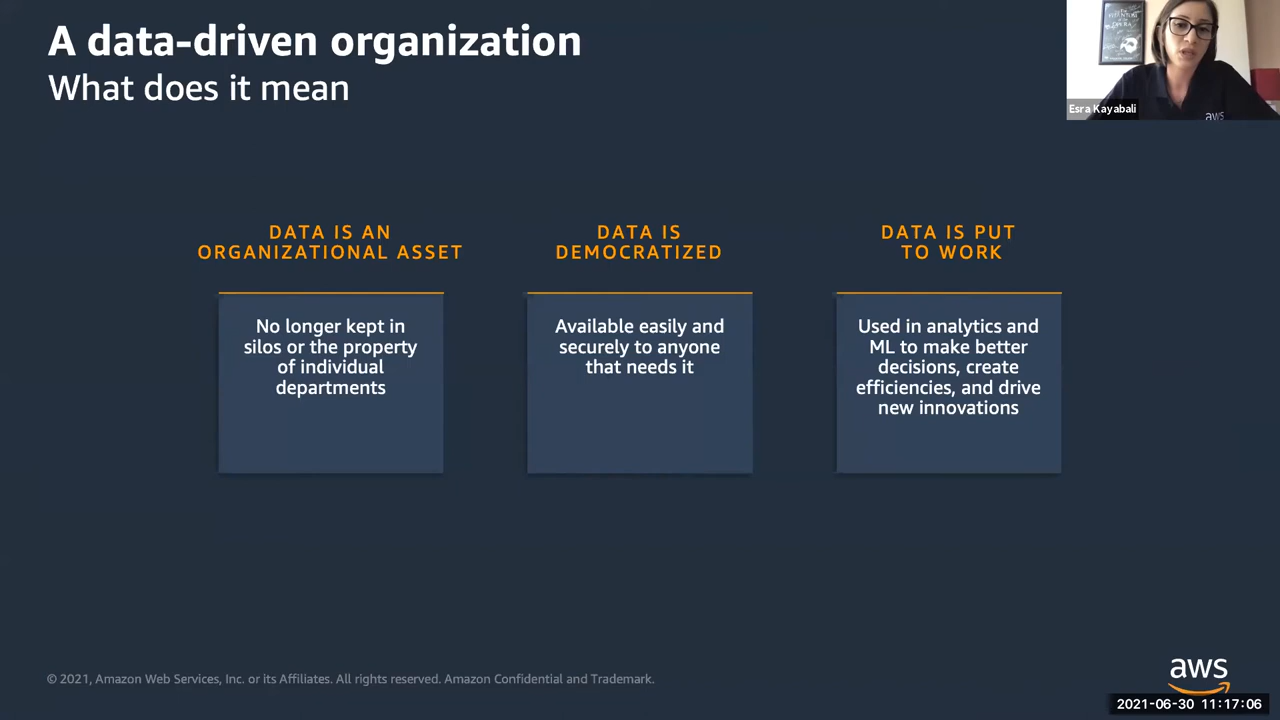 A data-driven organization
What does it mean
Esra Kayabali
aws
DATA IS AN
ORGANIZATIONAL ASSET
No longer kept in
silos or the property
of individual
departments
DATA IS
DEMOCRATIZED
Available easily and
securely to anyone
that needs it
DATA IS PUT
TO WORK
Used in analytics and
ML to make better
decisions, create
efficiencies, and drive
new innovations
© 2021, Amazon Web Services, Inc. or its Affiliates. All rights reserved. Amazon Confidential and Trademark.
aws
2021-06-30 11:17:06